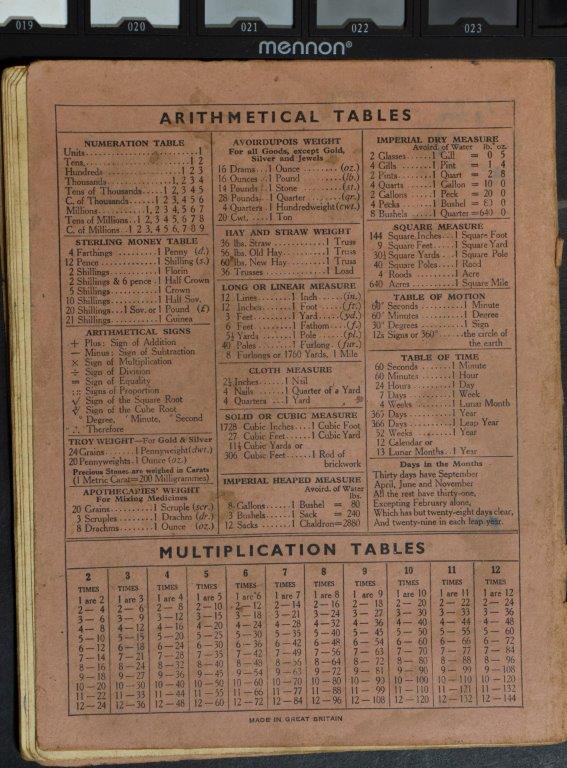 019 020 021 022 023
mennon®
ARITHMETICAL TABLES
NUMERATION TABLE
Units 1
Tens 1 2
Hundreds 1 2 3
Thousands 1, 2 3 4
Tens of Thousands 1 2, 3 4 5
C. of Thousands 1 2 3, 4 5 6
Millions 1, 2 3 4, 5 6 7
Tens of Millions 1 2, 3 4 5, 6 7 8
C. of Millions 1 2 3, 4 5 6, 7 8 9
STERLING MONEY TABLE
4 Farthings 1 Penny (d.)
12 Pence 1 Shilling (s.)
2 Shillings 1 Florin
2 Shillings & 6 pence 1 Half Crown
5 Shillings 1 Crown
10 Shillings 1 Half Sov.
20 Shillings 1 Sov. or 1 Pound (£)
21 Shillings 1 Guinea
ARITHMETICAL SIGNS
+ Plus: Sign of Addition
− Minus: Sign of Subtraction
× Sign of Multiplication
÷ Sign of Division
= Sign of Equality
:: Signs of Proportion
√ Sign of the Square Root
∛ Sign of the Cube Root
° Degree, ' Minute, " Second
∴ Therefore
TROY WEIGHT—For Gold & Silver
24 Grains 1 Pennyweight (dwt.)
20 Pennyweights 1 Ounce (oz.)
Precious Stones are weighed in Carats
(1 Metric Carat=200 Milligrammes)
APOTHECARIES' WEIGHT
For Mixing Medicines
20 Grains 1 Scruple (scr.)
3 Scruples 1 Drachm (dr.)
8 Drachms 1 Ounce (oz.)
AVOIRDUPOIS WEIGHT
For all Goods, except Gold,
Silver and Jewels
16 Drams 1 Ounce (oz.)
16 Ounces 1 Pound (lb.)
14 Pounds 1 Stone (st.)
28 Pounds 1 Quarter (qr.)
4 Quarters 1 Hundredweight (cwt.)
20 Cwt. 1 Ton
HAY AND STRAW WEIGHT
36 lbs. Straw 1 Truss
56 lbs. Old Hay 1 Truss
60 lbs. New Hay 1 Truss
36 Trusses 1 Load
LONG OR LINEAR MEASURE
12 Lines 1 Inch (in.)
12 Inches 1 Foot (ft.)
3 Feet 1 Yard (yd.)
6 Feet 1 Fathom (f.)
5½ Yards 1 Pole (pl.)
40 Poles 1 Furlong (fur.)
8 Furlongs or 1760 Yards, 1 Mile
CLOTH MEASURE
2¼ Inches 1 Nail
4 Nails 1 Quarter of a Yard
4 Quarters 1 Yard
SOLID OR CUBIC MEASURE
1728 Cubic Inches 1 Cubic Foot
27 Cubic Feet 1 Cubic Yard
11⅓ Cubic Yards or
306 Cubic Feet 1 Rod of
brickwork
IMPERIAL HEAPED MEASURE
Avoird. of Water
lbs.
8 Gallons 1 Bushel = 80
3 Bushels 1 Sack = 240
12 Sacks 1 Chaldron=2880
IMPERIAL DRY MEASURE
Avoird. of Water lb. oz.
2 Glasses 1 Gill = 0 5
4 Gills 1 Pint = 1 4
2 Pints 1 Quart = 2 8
4 Quarts 1 Gallon = 10 0
2 Gallons 1 Peck = 20 0
4 Pecks 1 Bushel = 80 0
8 Bushels 1 Quarter =640 0
SQUARE MEASURE
144 Square Inches 1 Square Foot
9 Square Feet 1 Square Yard
30¼ Square Yards 1 Square Pole
40 Square Poles 1 Rood
4 Roods 1 Acre
640 Acres 1 Square Mile
TABLE OF MOTION
60" Seconds 1 Minute
60' Minutes 1 Degree
30° Degrees 1 Sign
12s Signs or 360° the circle of
the earth
TABLE OF TIME
60 Seconds 1 Minute
60 Minutes 1 Hour
24 Hours 1 Day
7 Days 1 Week
4 Weeks 1 Lunar Month
365 Days 1 Year
366 Days 1 Leap Year
52 Weeks 1 Year
12 Calendar or
13 Lunar Months 1 Year
Days in the Months
Thirty days have September
April, June and November
All the rest have thirty-one,
Excepting February alone,
Which has but twenty-eight days clear,
And twenty-nine in each leap year.
MULTIPLICATION TABLES
2 3 4 5 6 7 8 9 10 11 12
TIMES TIMES TIMES TIMES TIMES TIMES TIMES TIMES TIMES TIMES TIMES
1 are 2 1 are 3 1 are 4 1 are 5 1 are 6 1 are 7 1 are 8 1 are 9 1 are 10 1 are 11 1 are 12
2—4 2—6 2—8 2—10 2—12 2—14 2—16 2—18 2—20 2—22 2—24
3—6 3—9 3—12 3—15 3—18 3—21 3—24 3—27 3—30 3—33 3—36
4—8 4—12 4—16 4—20 4—24 4—28 4—32 4—36 4—40 4—44 4—48
5—10 5—15 5—20 5—25 5—30 5—35 5—40 5—45 5—50 5—55 5—60
6—12 6—18 6—24 6—30 6—36 6—42 6—48 6—54 6—60 6—66 6—72
7—14 7—21 7—28 7—35 7—42 7—49 7—56 7—63 7—70 7—77 7—84
8—16 8—24 8—32 8—40 8—48 8—56 8—64 8—72 8—80 8—88 8—96
9—18 9—27 9—36 9—45 9—54 9—63 9—72 9—81 9—90 9—99 9—108
10—20 10—30 10—40 10—50 10—60 10—70 10—80 10—90 10—100 10—110 10—120
11—22 11—33 11—44 11—55 11—66 11—77 11—88 11—99 11—110 11—121 11—132
12—24 12—36 12—48 12—60 12—72 12—84 12—96 12—108 12—120 12—132 12—144
MADE IN GREAT BRITAIN